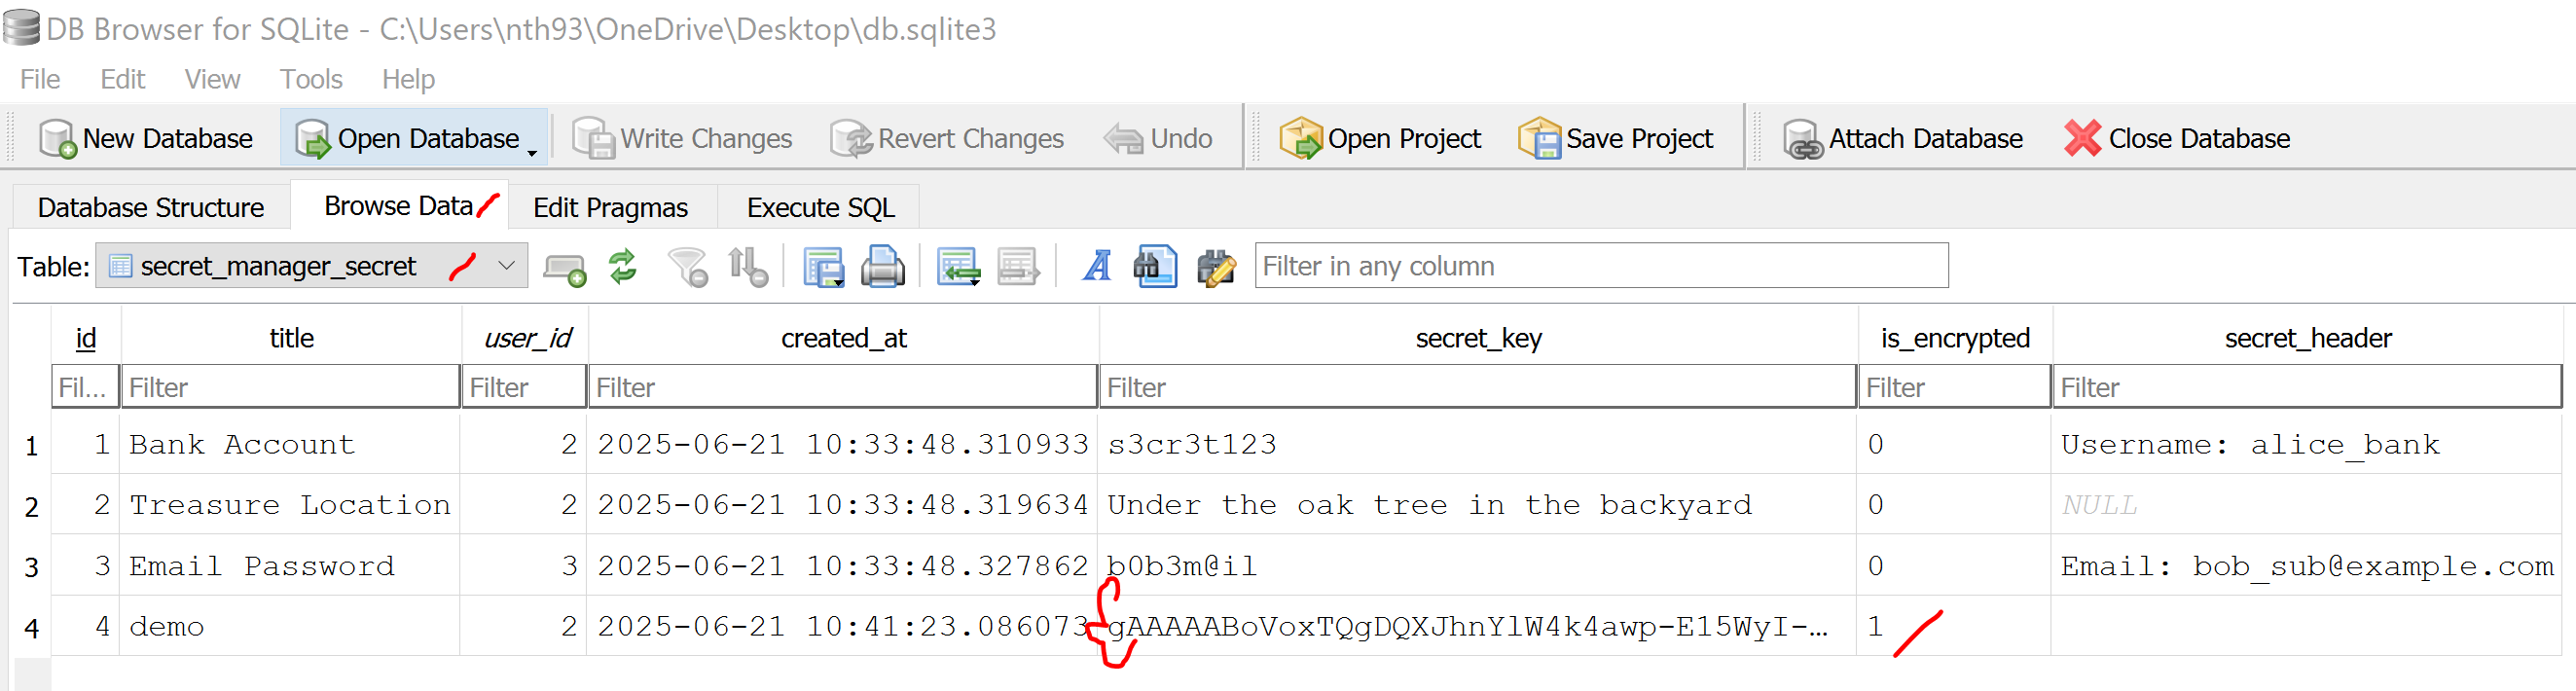 DB Browser for SQLite - C:\Users\nth93\OneDrive\Desktop\db.sqlite3
File Edit View Tools Help
New Database Open Database Write Changes Revert Changes Undo Open Project Save Project Attach Database Close Database
Database Structure Browse Data Edit Pragmas Execute SQL
Table: secret_manager_secret Filter in any column
id title user_id created_at secret_key is_encrypted secret_header
Fil... Filter Filter Filter Filter Filter Filter
1 1 Bank Account 2 2025-06-21 10:33:48.310933 s3cr3t123 0 Username: alice_bank
2 2 Treasure Location 2 2025-06-21 10:33:48.319634 Under the oak tree in the backyard 0 NULL
3 3 Email Password 3 2025-06-21 10:33:48.327862 b0b3m@il 0 Email: bob_sub@example.com
4 4 demo 2 2025-06-21 10:41:23.086073 gAAAAABoVoxTQgDQXJhnYlW4k4awp-E15WyI-… 1